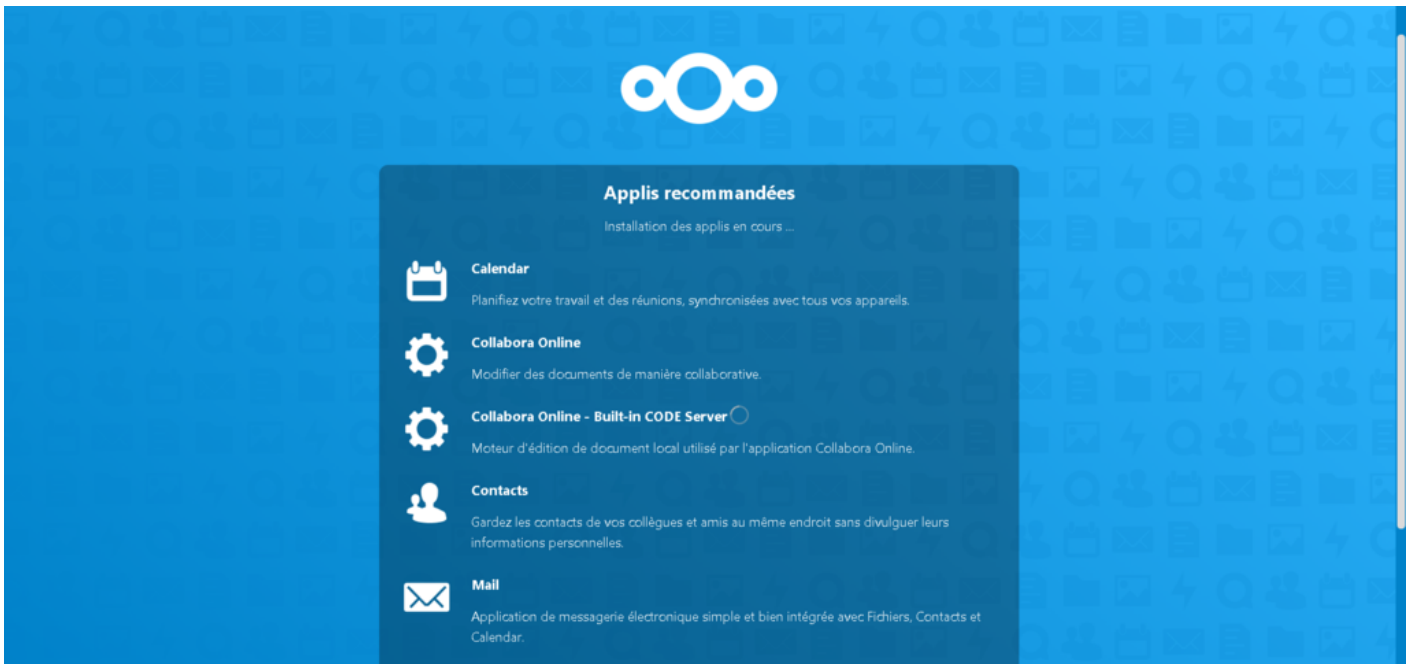 Applis recommandées
Installation des applis en cours ...
Calendar
Planifiez votre travail et des réunions, synchronisées avec tous vos appareils.
Collabora Online
Modifier des documents de manière collaborative.
Collabora Online - Built-in CODE Server
Moteur d'édition de document local utilisé par l'application Collabora Online.
Contacts
Gardez les contacts de vos collègues et amis au même endroit sans divulguer leurs
informations personnelles.
Mail
Application de messagerie électronique simple et bien intégrée avec Fichiers, Contacts et
Calendar.